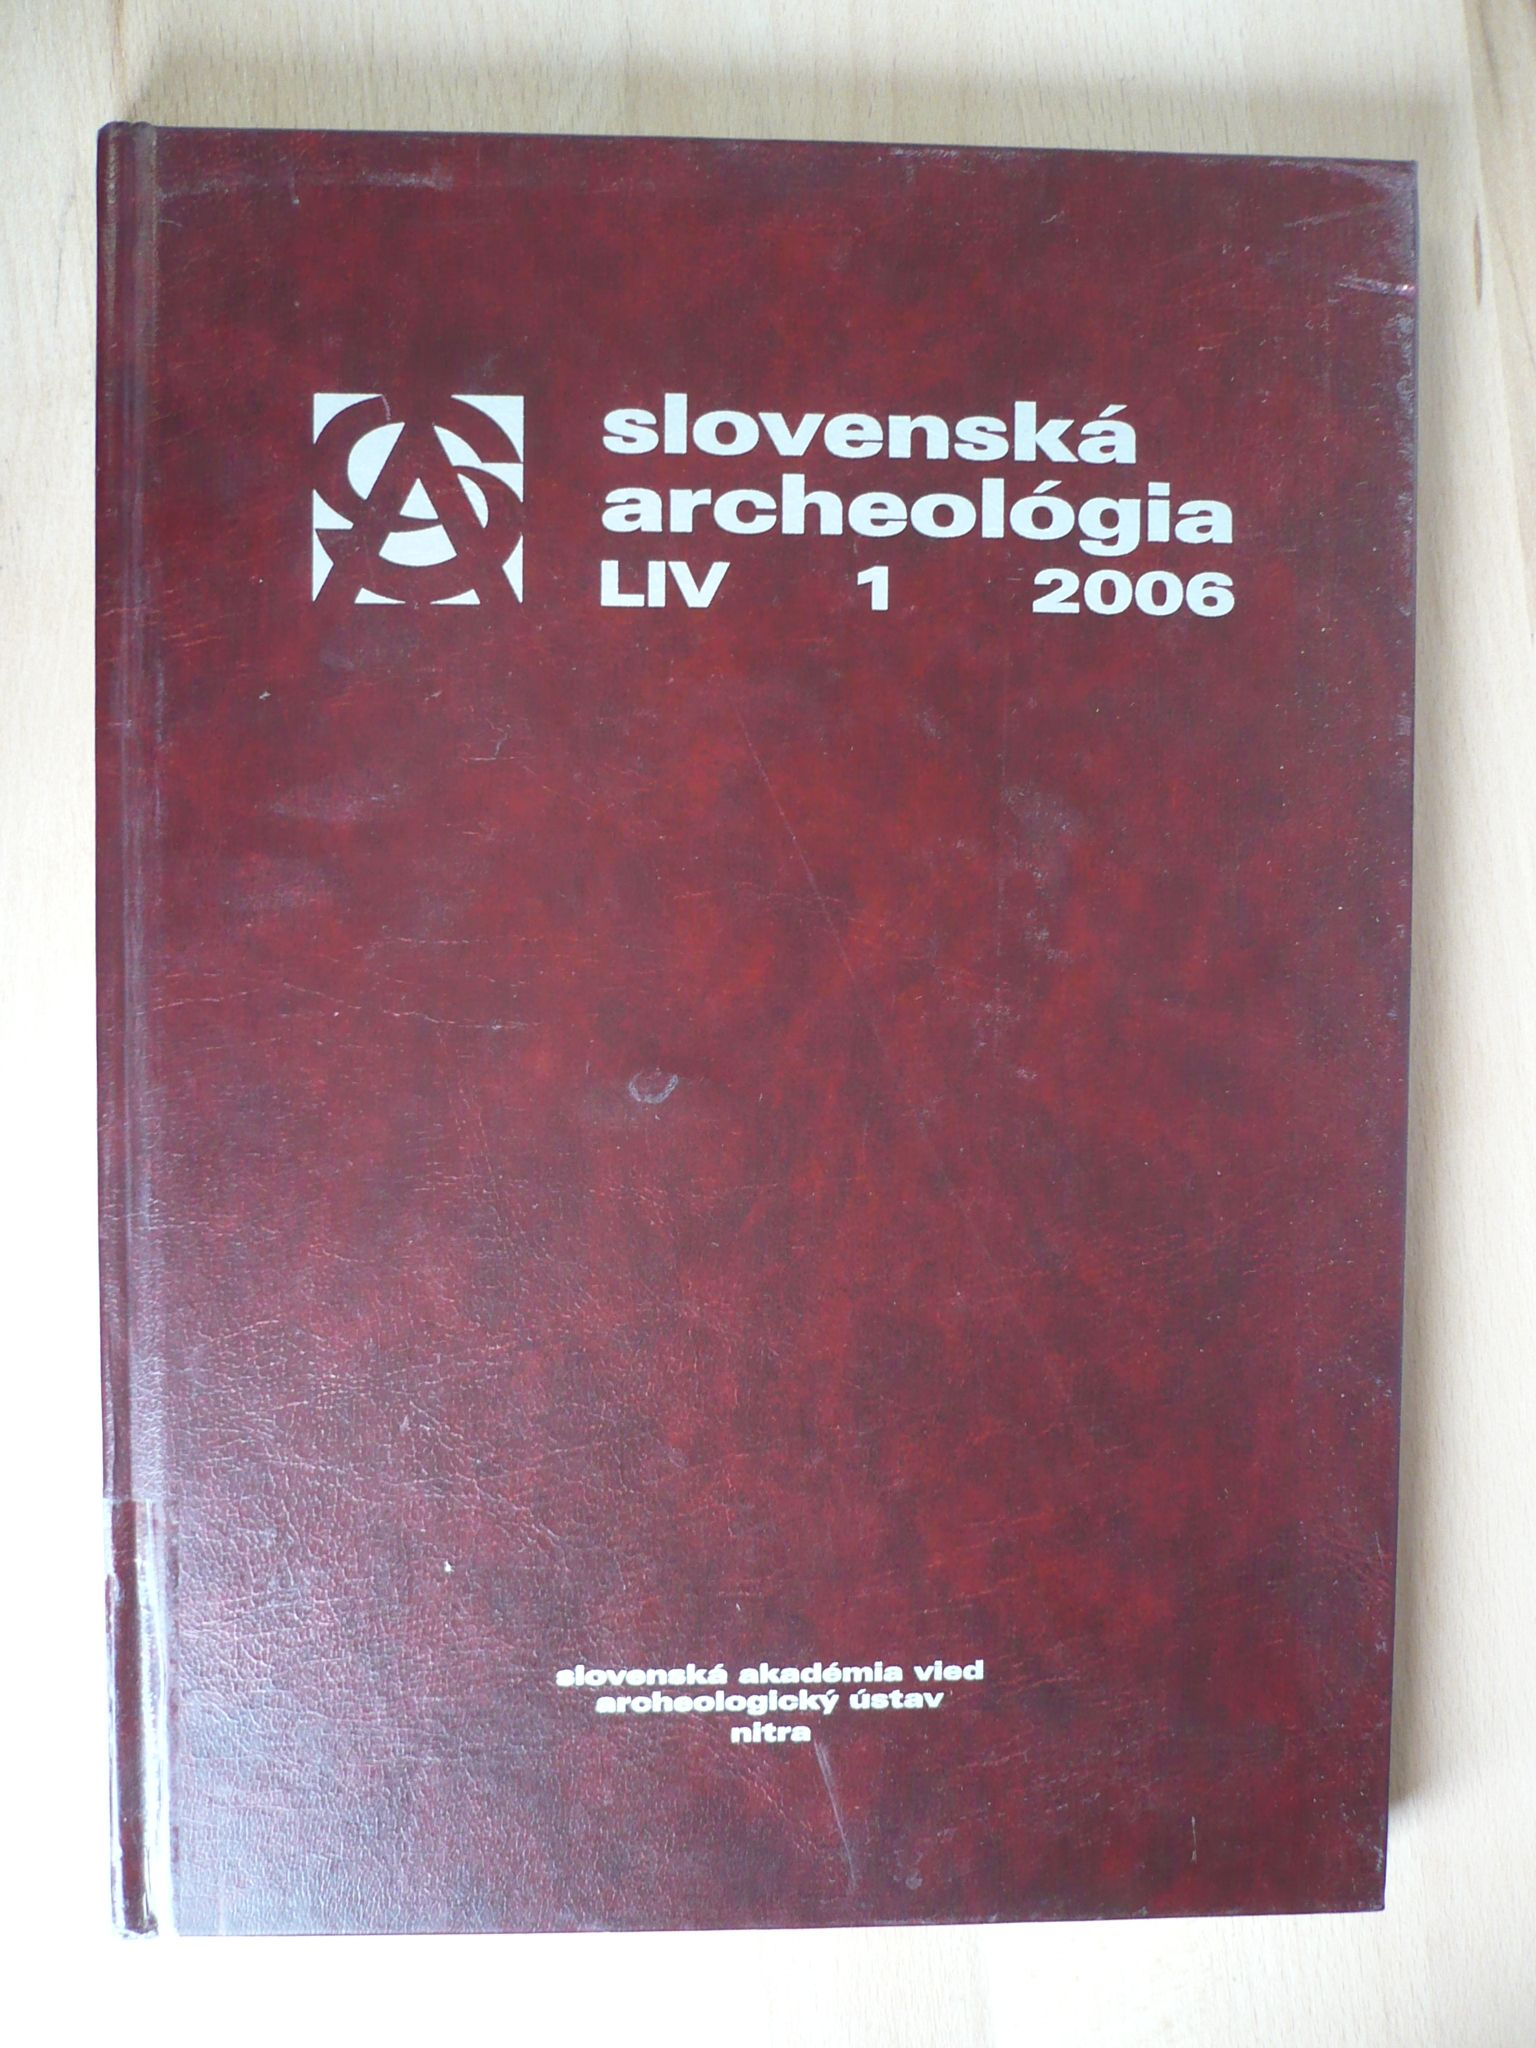 slovenská
archeológia
LIV 1 2006
slovenská akadémia vied
archeologický ústav
nitra